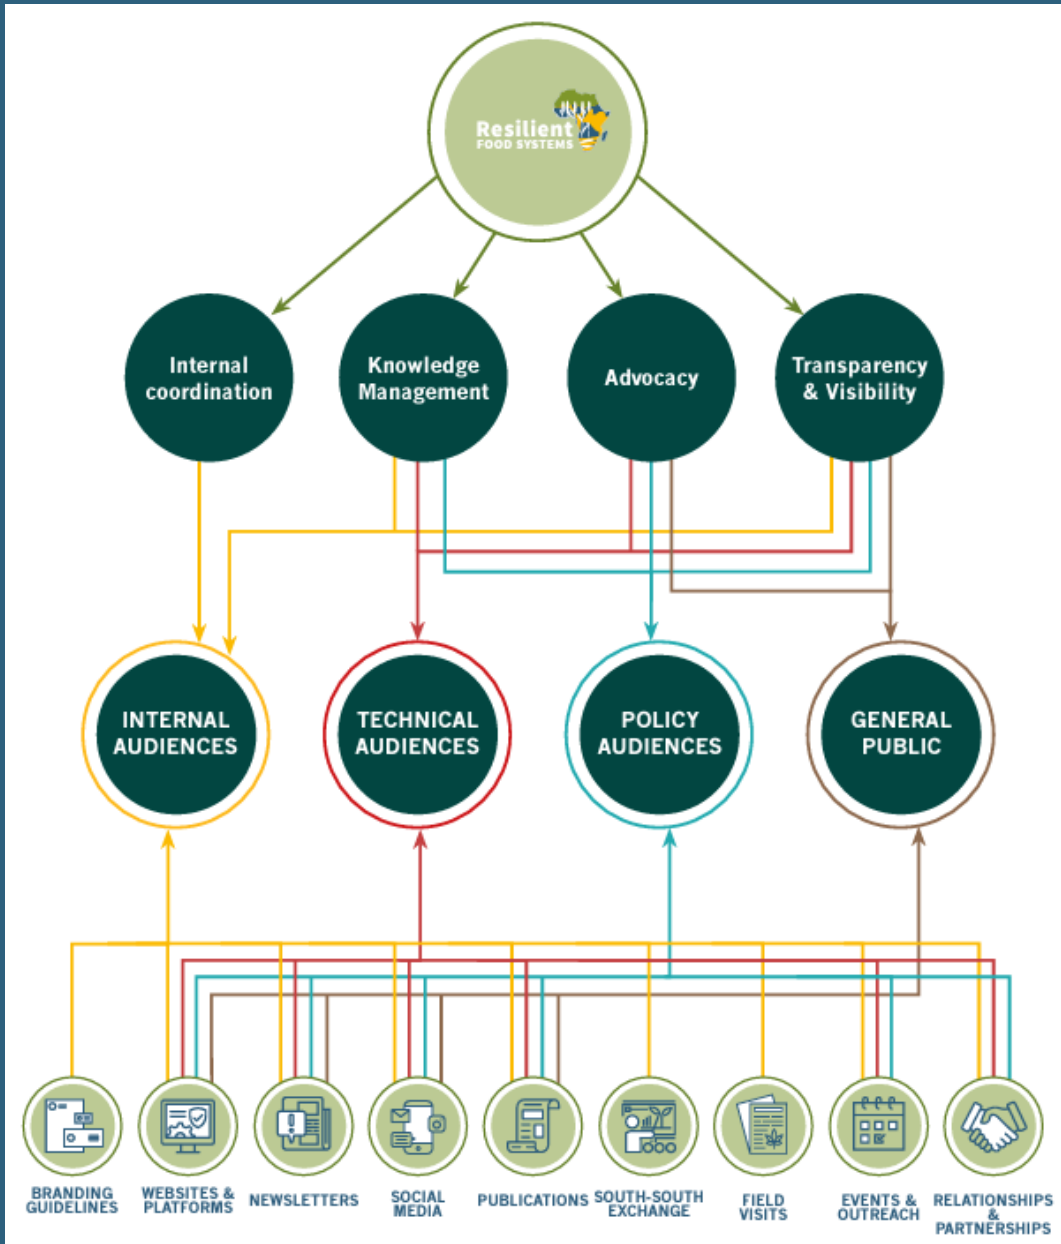 Resilient
FOOD SYSTEMS
Internal
coordination
Knowledge
Management
Advocacy
Transparency
& Visibility
INTERNAL
AUDIENCES
TECHNICAL
AUDIENCES
POLICY
AUDIENCES
GENERAL
PUBLIC
BRANDING
GUIDELINES
WEBSITES &
PLATFORMS
NEWSLETTERS
SOCIAL
MEDIA
PUBLICATIONS
SOUTH-SOUTH
EXCHANGE
FIELD
VISITS
EVENTS &
OUTREACH
RELATIONSHIPS
&
PARTNERSHIPS